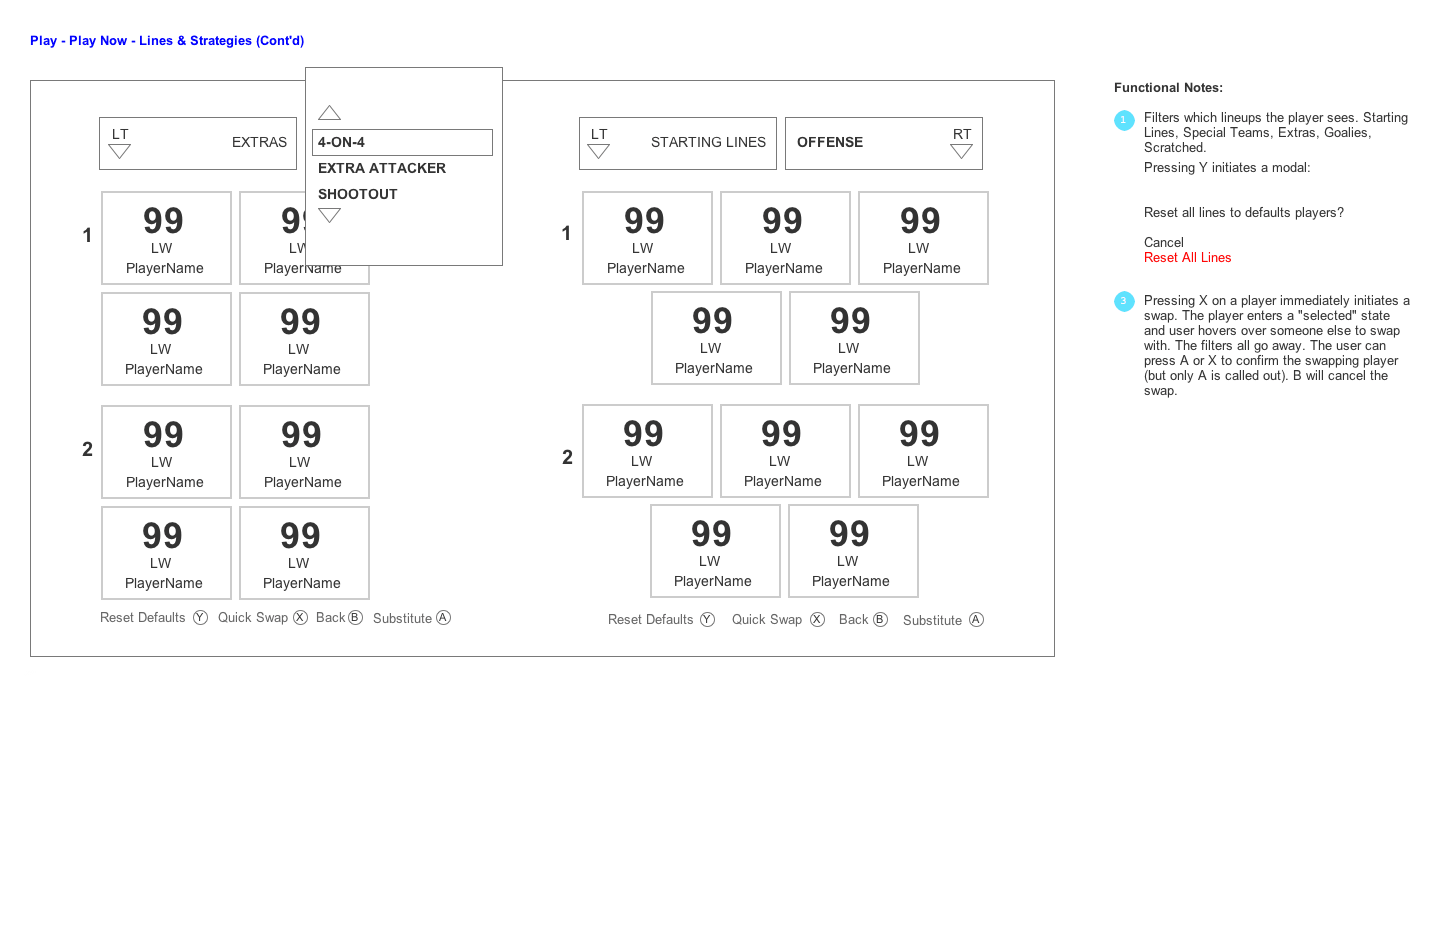 Play - Play Now - Lines & Strategies (Cont'd)
LT
EXTRAS
4-ON-4
EXTRA ATTACKER
SHOOTOUT
1
99
LW
PlayerName
99
LW
PlayerName
99
LW
PlayerName
99
LW
PlayerName
2
99
LW
PlayerName
99
LW
PlayerName
99
LW
PlayerName
99
LW
PlayerName
Reset Defaults Y Quick Swap X Back B Substitute A
LT
STARTING LINES
OFFENSE
RT
1
99
LW
PlayerName
99
LW
PlayerName
99
LW
PlayerName
99
LW
PlayerName
99
LW
PlayerName
2
99
LW
PlayerName
99
LW
PlayerName
99
LW
PlayerName
99
LW
PlayerName
99
LW
PlayerName
Reset Defaults Y Quick Swap X Back B Substitute A
Functional Notes:
1
Filters which lineups the player sees. Starting
Lines, Special Teams, Extras, Goalies,
Scratched.
Pressing Y initiates a modal:
Reset all lines to defaults players?
Cancel
Reset All Lines
3
Pressing X on a player immediately initiates a
swap. The player enters a "selected" state
and user hovers over someone else to swap
with. The filters all go away. The user can
press A or X to confirm the swapping player
(but only A is called out). B will cancel the
swap.